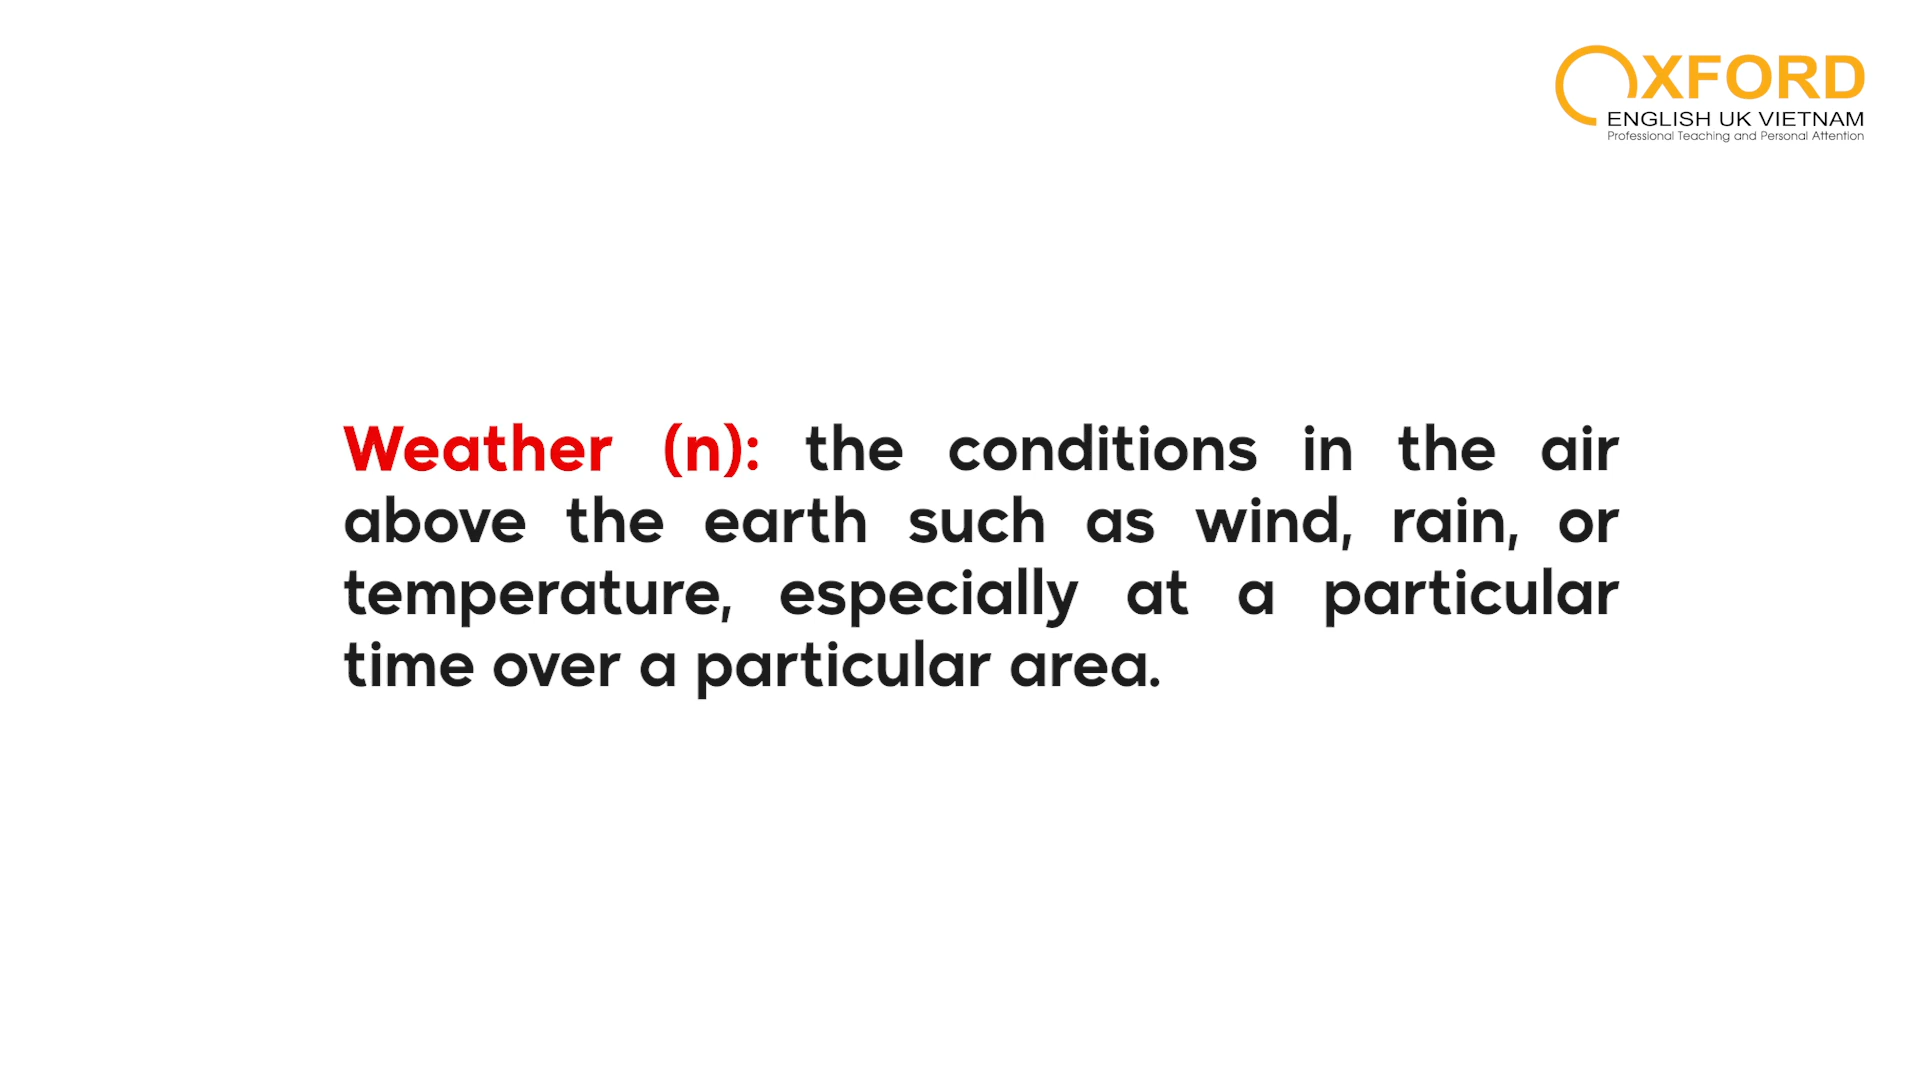 OXFORD
ENGLISH UK VIETNAM
Professional Teaching and Personal Attention
Weather (n): the conditions in the air
above the earth such as wind, rain, or
temperature, especially at a particular
time over a particular area.